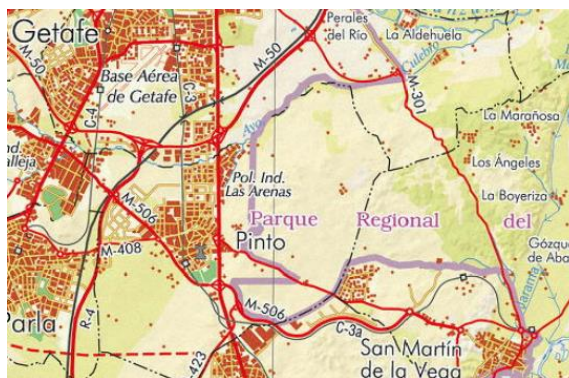 Getafe
Perales
del Río
La Aldehuela
Culebro
M-50
M-50
Base Aérea
de Getafe
C-3
C-4
M-301
La Marañosa
Los Ángeles
La Boyeriza
Pol. Ind.
Las Arenas
M-506
Parque Regional del
Pinto
M-408
Gózqu
de Aba
Jarama
R-4
Parla
M-506
C-3a
San Martín
de la Vega